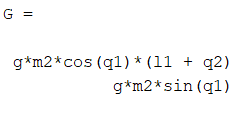 G =
g*m2*cos(q1)*(l1 + q2)
g*m2*sin(q1)